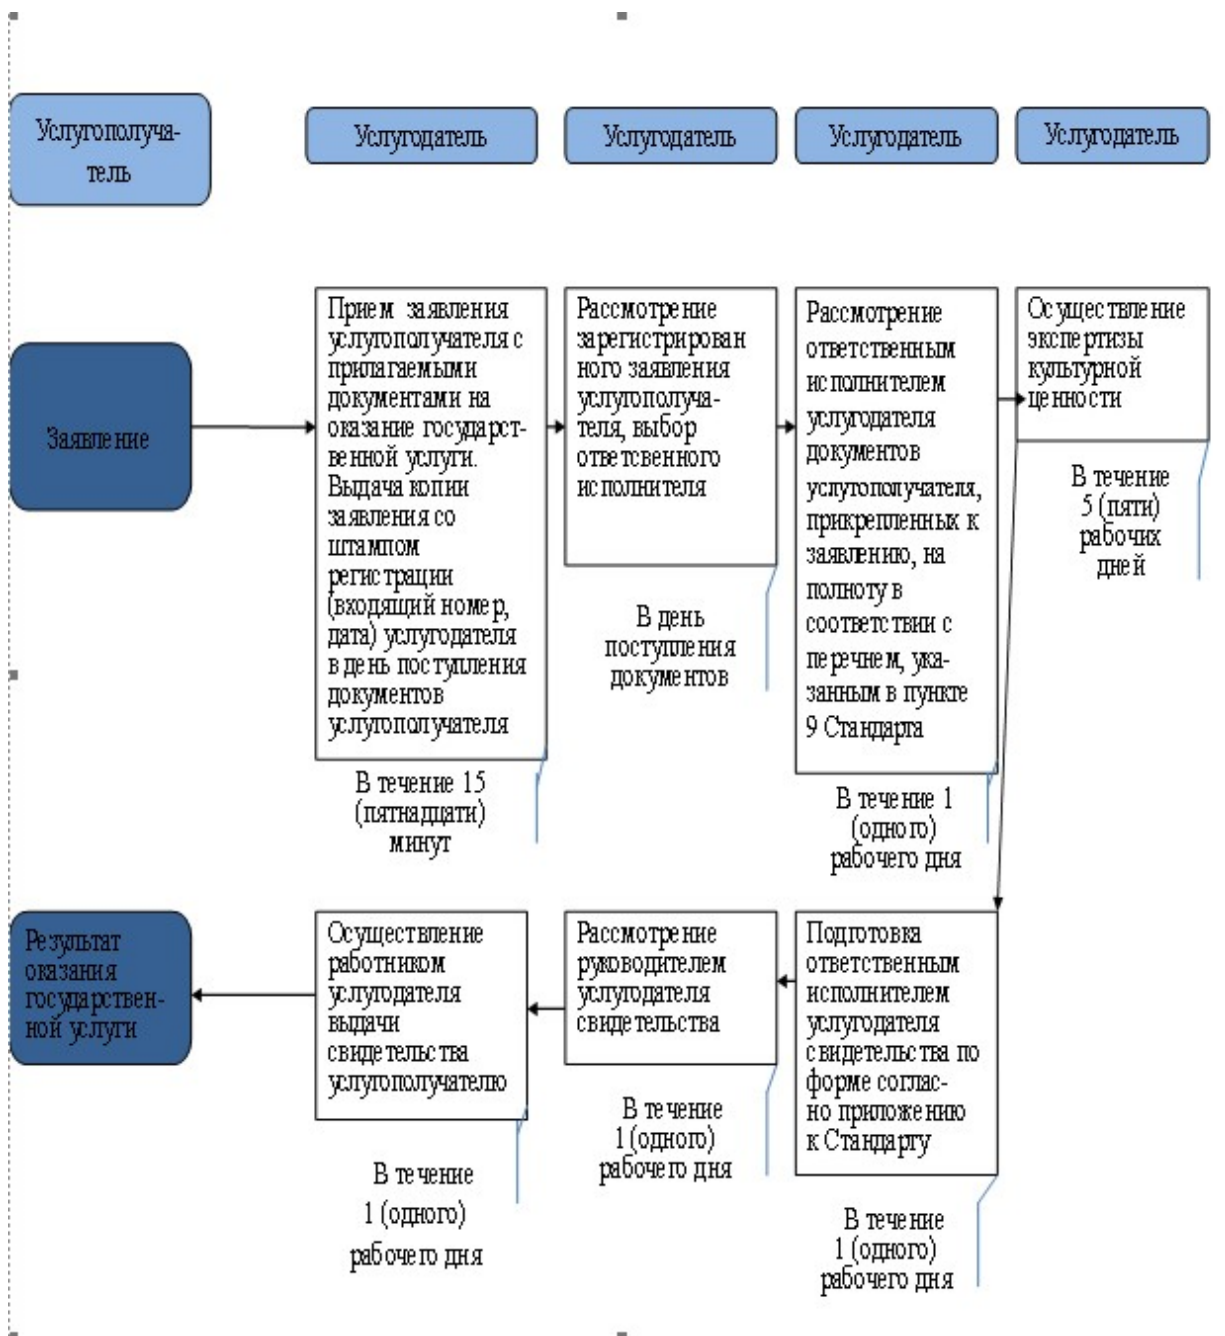 Услугополуча-
тель
Услугодатель
Услугодатель
Услугодатель
Услугодатель
Заявление
Прием заявления
услугополучателя с
прилагаемыми
документами на
оказание государст-
венной услуги.
Выдача копии
заявления со
штампом
регистрации
(входящий номер,
дата) услугодателя
в день поступления
документов
услугополучателя
В течение 15
(пятнадцати)
минут
Рассмотрение
зарегистрирован
ного заявления
услугополуча-
теля, выбор
ответсвенного
исполнителя
В день
поступления
документов
Рассмотрение
ответственным
исполнителем
услугодателя
документов
услугополучателя,
прикрепленных к
заявлению, на
полноту в
соответствии с
перечнем, ука-
занным в пункте
9 Стандарта
В течение 1
(одного)
рабочего дня
Осуществление
экспертизы
культурной
ценности
В течение
5 (пяти)
рабочих
дней
Результат
оказания
государствен-
ной услуги
Осуществление
работником
услугодателя
выдачи
свидетельства
услугополучателю
В течение
1 (одного)
рабочего дня
Рассмотрение
руководителем
услугодателя
свидетельства
В течение
1 (одного)
рабочего дня
Подготовка
ответственным
исполнителем
услугодателя
свидетельства по
форме соглас-
но приложению
к Стандарту
В течение
1 (одного)
рабочего дня